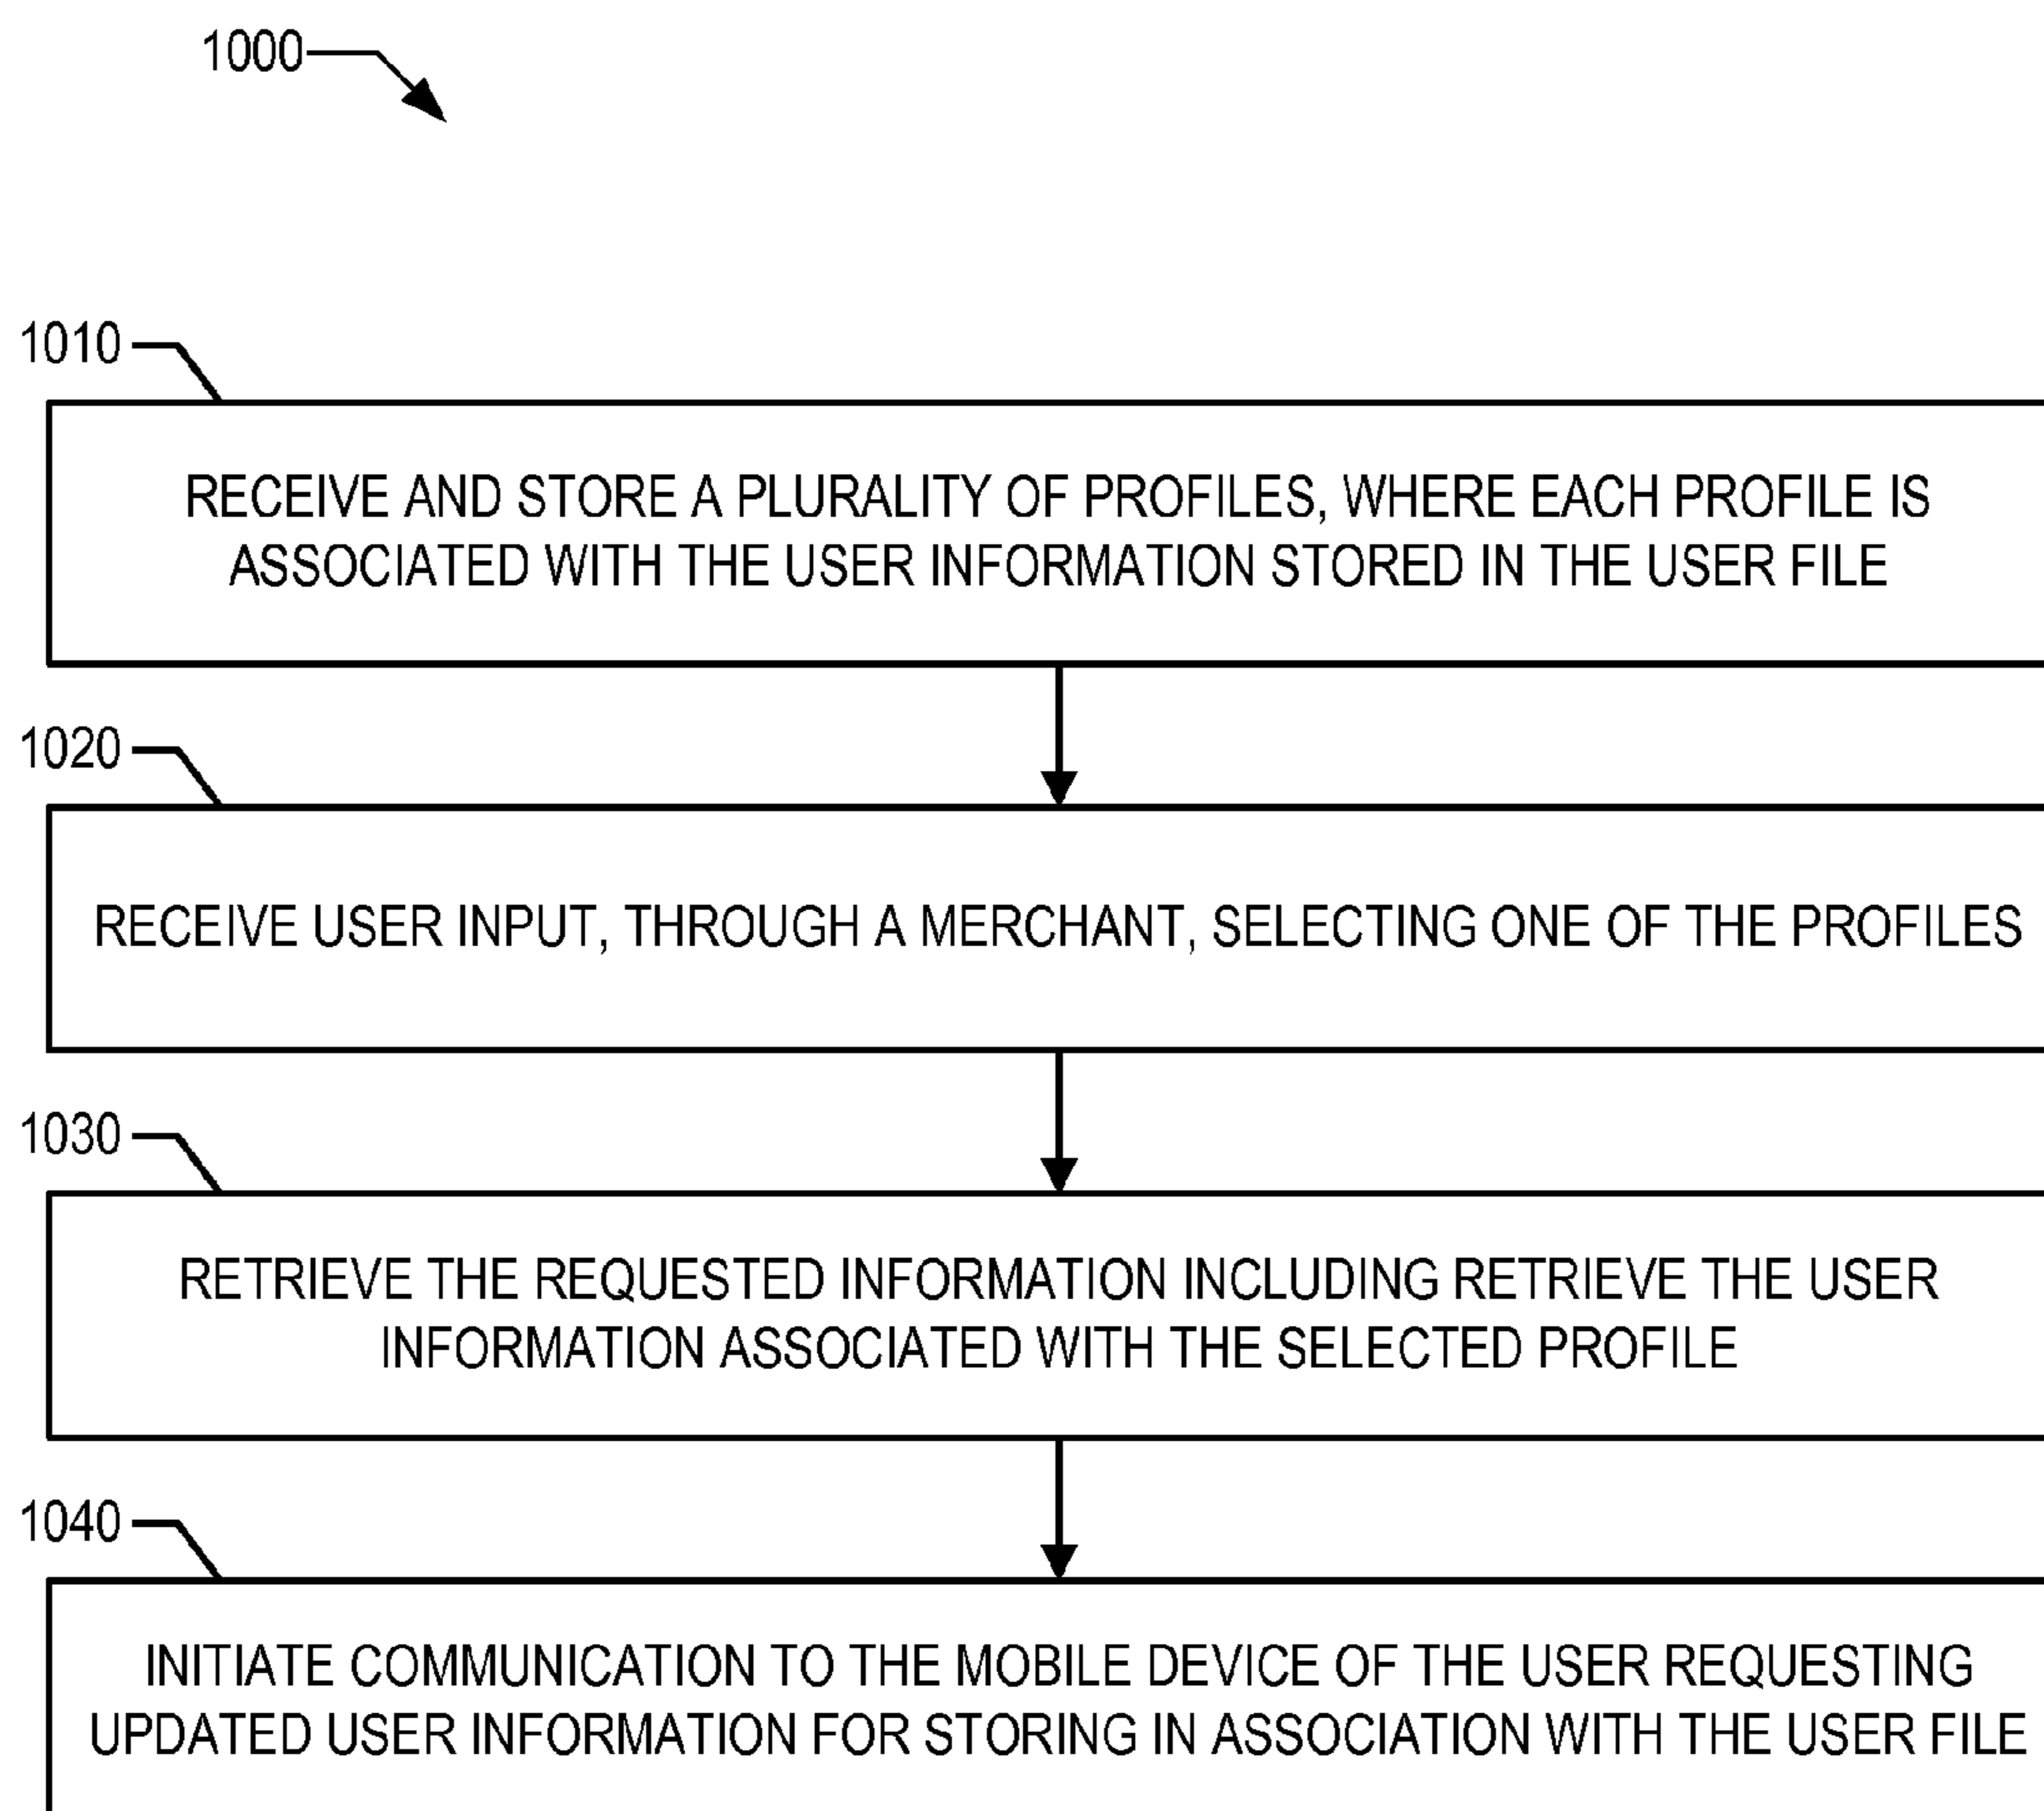 1000
1010
RECEIVE AND STORE A PLURALITY OF PROFILES, WHERE EACH PROFILE IS
ASSOCIATED WITH THE USER INFORMATION STORED IN THE USER FILE
1020
RECEIVE USER INPUT, THROUGH A MERCHANT, SELECTING ONE OF THE PROFILES
1030
RETRIEVE THE REQUESTED INFORMATION INCLUDING RETRIEVE THE USER
INFORMATION ASSOCIATED WITH THE SELECTED PROFILE
1040
INITIATE COMMUNICATION TO THE MOBILE DEVICE OF THE USER REQUESTING
UPDATED USER INFORMATION FOR STORING IN ASSOCIATION WITH THE USER FILE